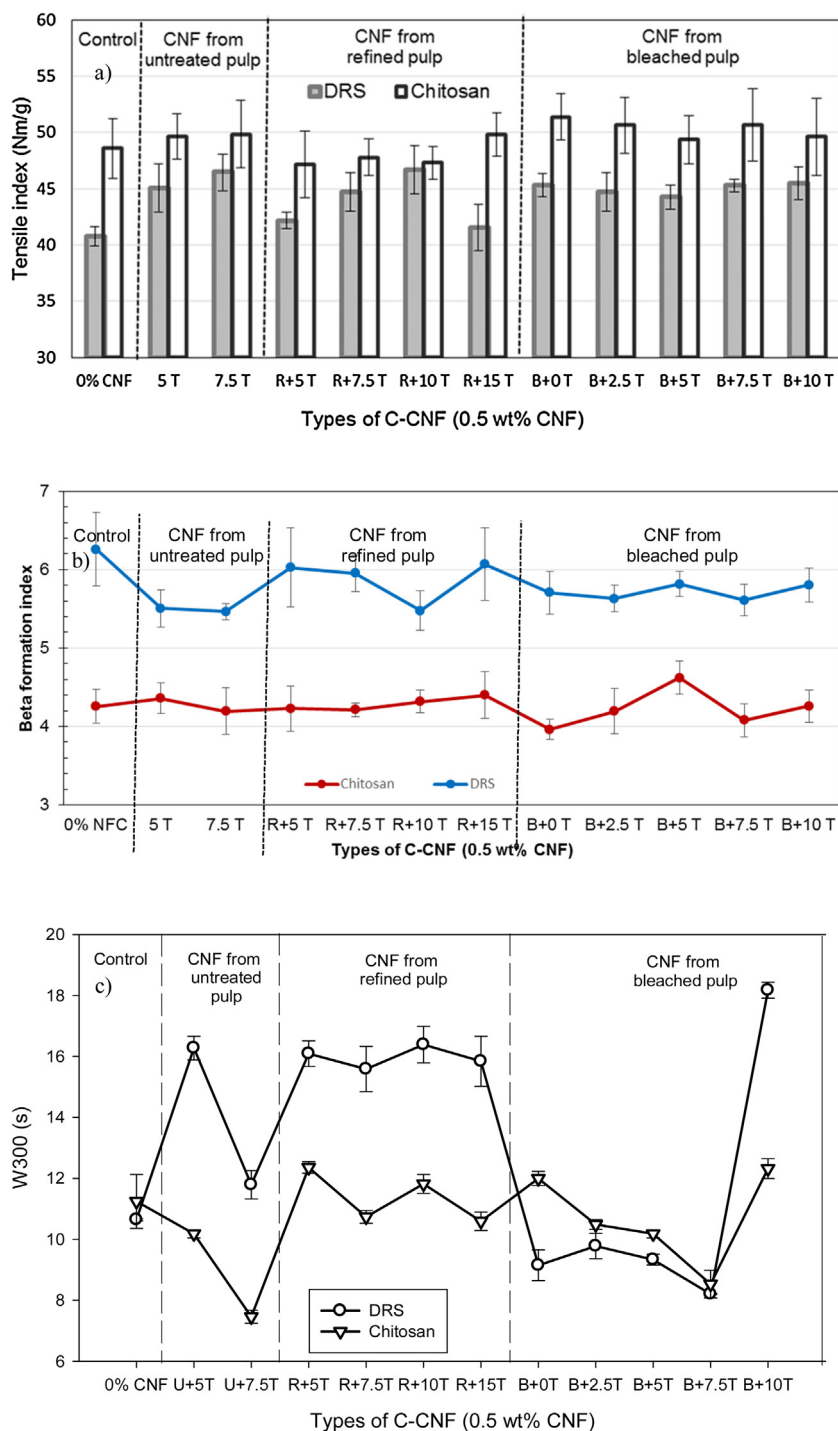 60
55
50
45
40
35
30
Tensile index (Nm/g)
Control
CNF from
untreated pulp
CNF from
refined pulp
CNF from
bleached pulp
a)
DRS
Chitosan
0% CNF 5 T 7.5 T R+5 T R+7.5 T R+10 T R+15 T B+0 T B+2.5 T B+5 T B+7.5 T B+10 T
Types of C-CNF (0.5 wt% CNF)
7
6
5
4
3
Beta formation index
Control
CNF from
untreated pulp
CNF from
refined pulp
CNF from
bleached pulp
b)
Chitosan
DRS
0% NFC 5 T 7.5 T R+5 T R+7.5 T R+10 T R+15 T B+0 T B+2.5 T B+5 T B+7.5 T B+10 T
Types of C-CNF (0.5 wt% CNF)
20
18
16
14
12
10
8
6
W300 (s)
Control
CNF from
untreated
pulp
CNF from
refined pulp
CNF from
bleached pulp
c)
DRS
Chitosan
0% CNF U+5T U+7.5T R+5T R+7.5T R+10T R+15T B+0T B+2.5T B+5T B+7.5T B+10T
Types of C-CNF (0.5 wt% CNF)